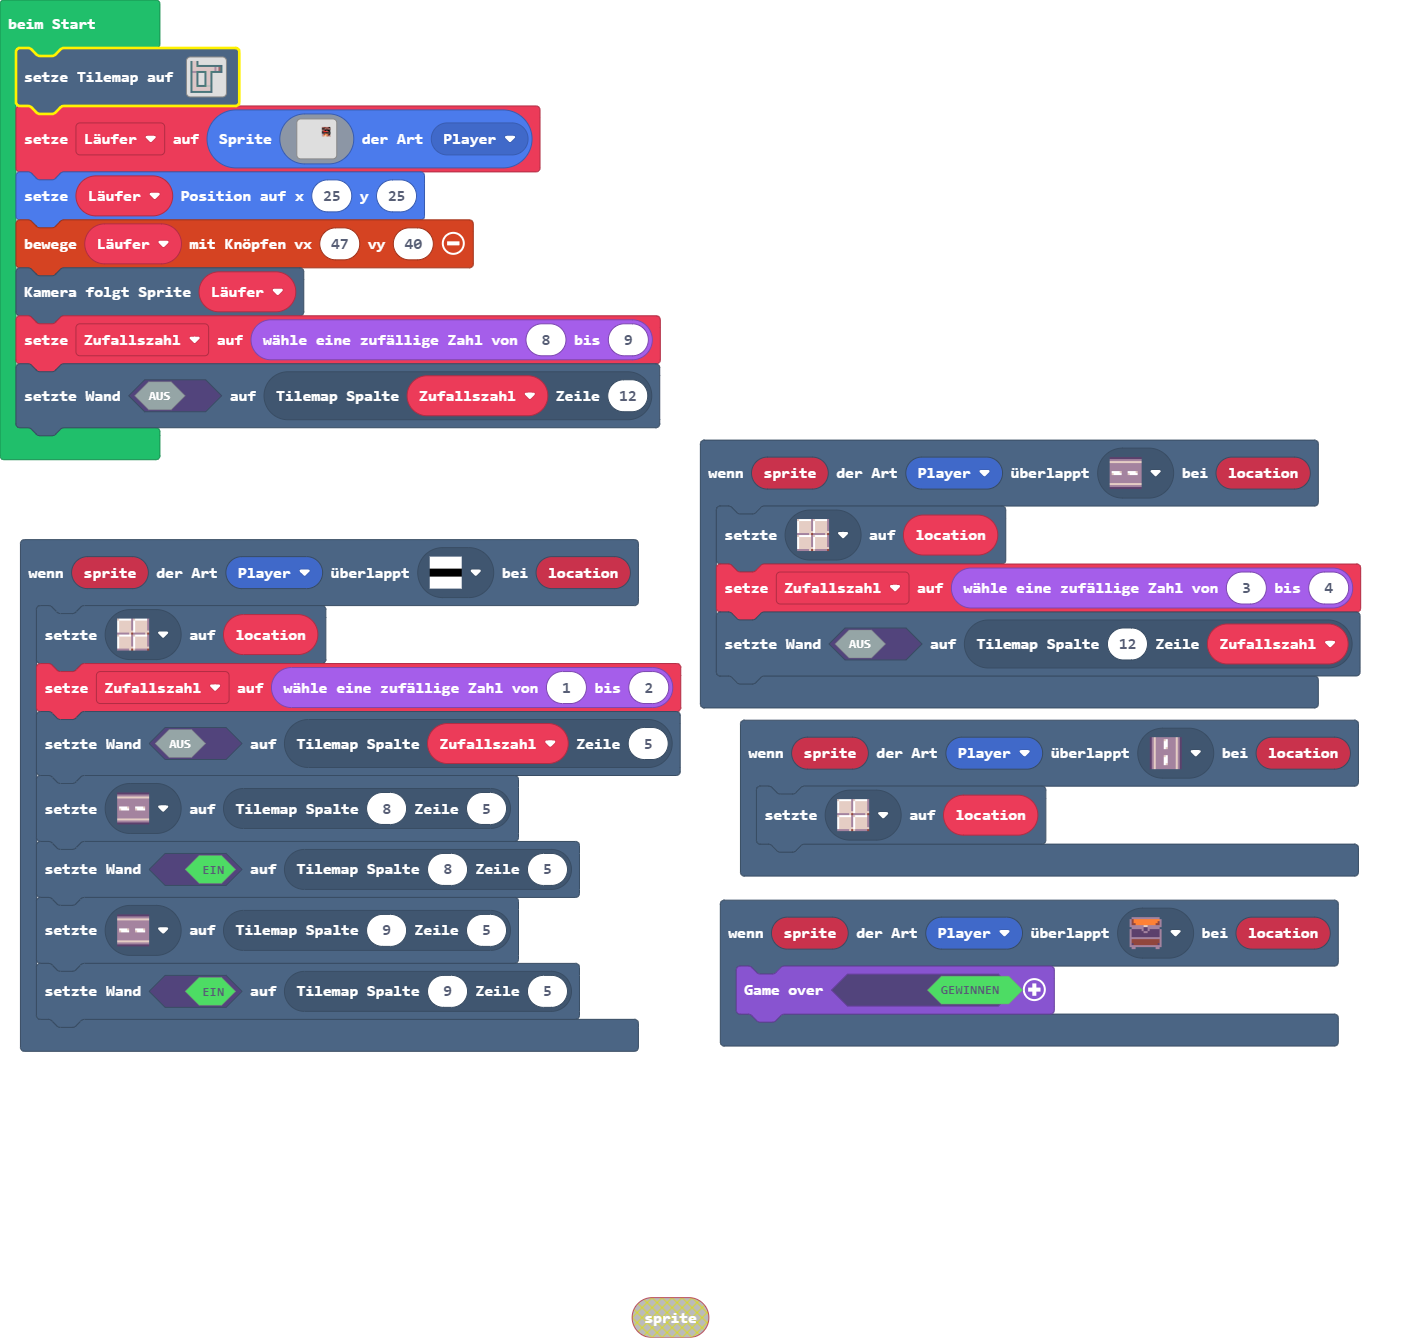 beim Start
setze Tilemap auf
setze Läufer auf Sprite der Art Player
setze Läufer Position auf x 25 y 25
bewege Läufer mit Knöpfen vx 47 vy 40
Kamera folgt Sprite Läufer
setze Zufallszahl auf wähle eine zufällige Zahl von 8 bis 9
setzte Wand AUS auf Tilemap Spalte Zufallszahl Zeile 12
wenn sprite der Art Player überlappt bei location
setzte auf location
setze Zufallszahl auf wähle eine zufällige Zahl von 1 bis 2
setzte Wand AUS auf Tilemap Spalte Zufallszahl Zeile 5
setzte auf Tilemap Spalte 8 Zeile 5
setzte Wand EIN auf Tilemap Spalte 8 Zeile 5
setzte auf Tilemap Spalte 9 Zeile 5
setzte Wand EIN auf Tilemap Spalte 9 Zeile 5
wenn sprite der Art Player überlappt bei location
setzte auf location
setze Zufallszahl auf wähle eine zufällige Zahl von 3 bis 4
setzte Wand AUS auf Tilemap Spalte 12 Zeile Zufallszahl
wenn sprite der Art Player überlappt bei location
setzte auf location
wenn sprite der Art Player überlappt bei location
Game over GEWINNEN
sprite